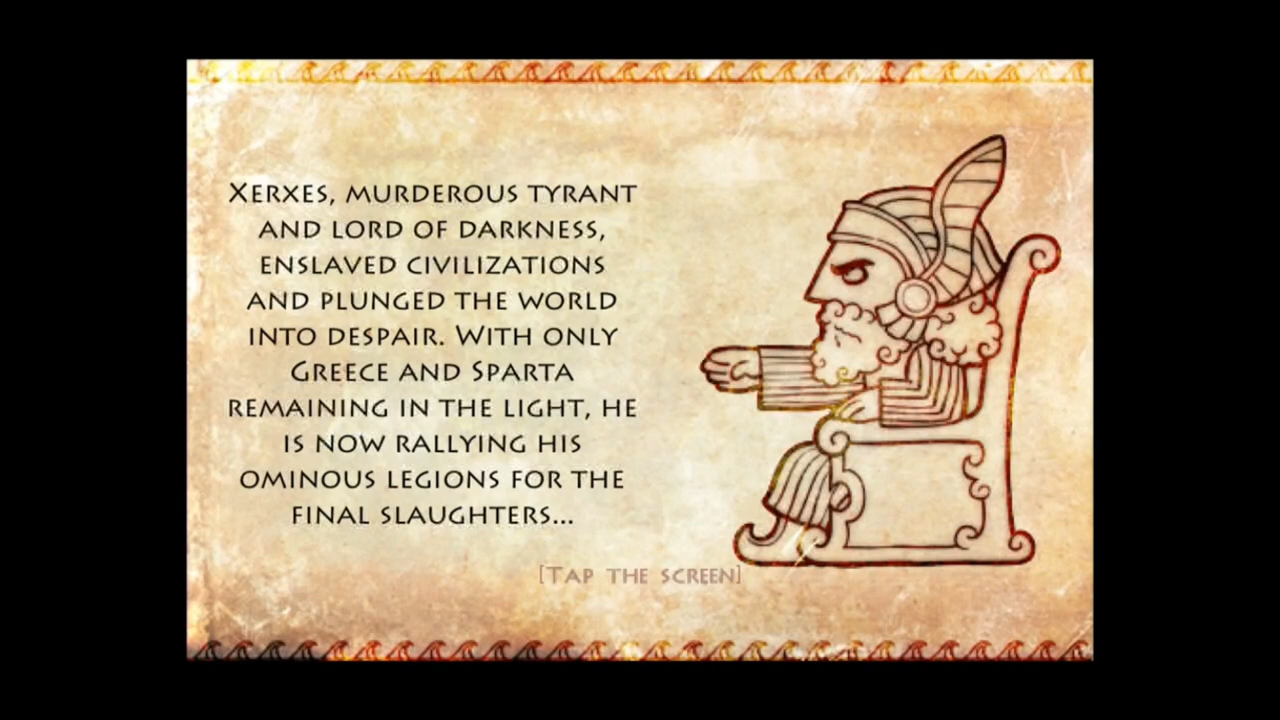 Xerxes, murderous tyrant
and lord of darkness,
enslaved civilizations
and plunged the world
into despair. With only
Greece and Sparta
remaining in the light, he
is now rallying his
ominous legions for the
final slaughters...
[Tap the screen]